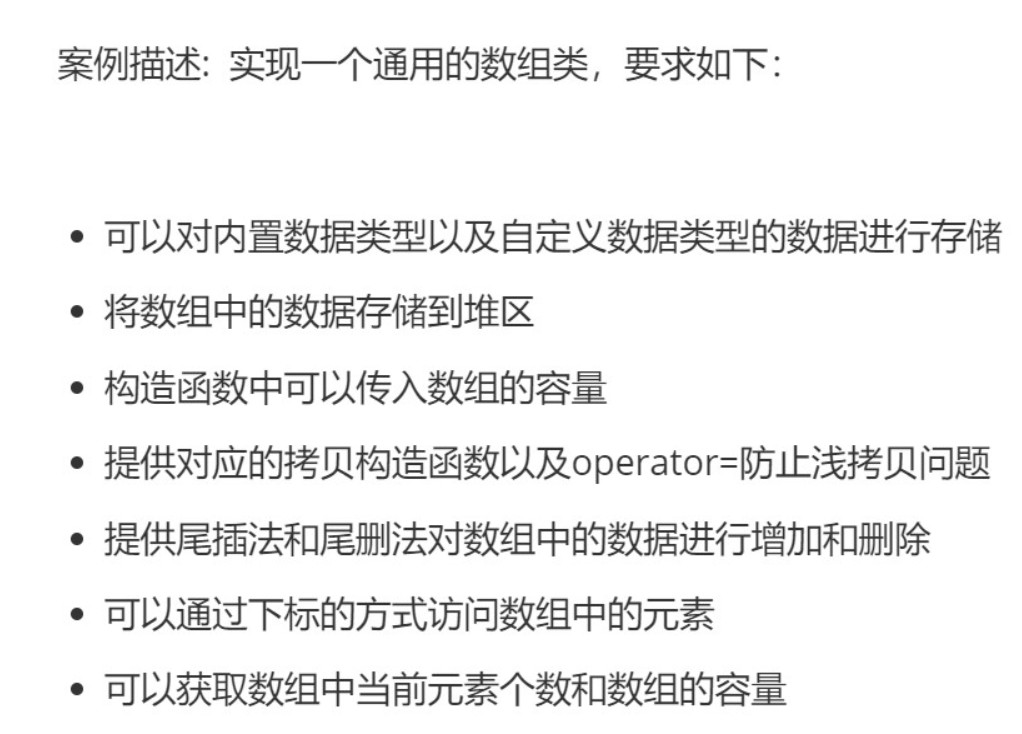 案例描述: 实现一个通用的数组类，要求如下：
• 可以对内置数据类型以及自定义数据类型的数据进行存储
• 将数组中的数据存储到堆区
• 构造函数中可以传入数组的容量
• 提供对应的拷贝构造函数以及operator=防止浅拷贝问题
• 提供尾插法和尾删法对数组中的数据进行增加和删除
• 可以通过下标的方式访问数组中的元素
• 可以获取数组中当前元素个数和数组的容量